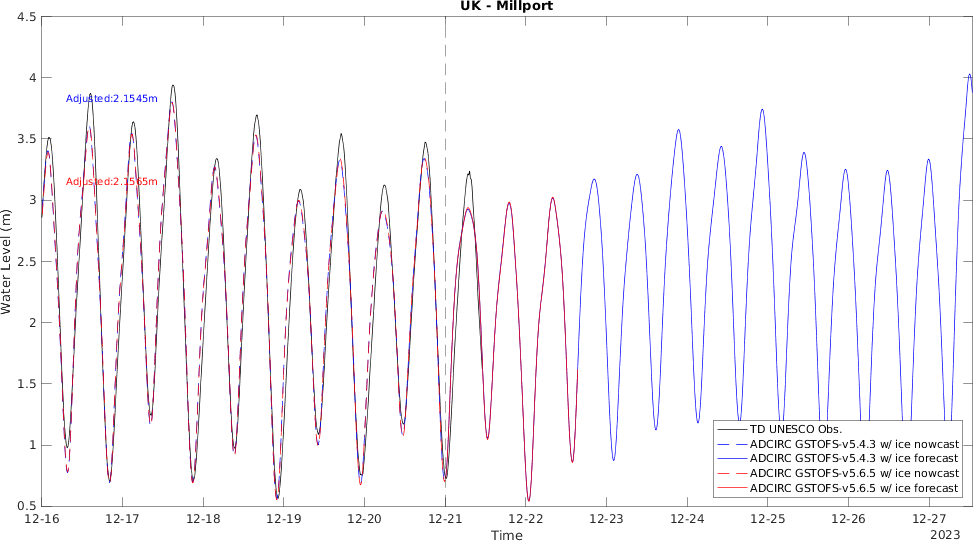 UK - Millport
4.5
4
3.5
3
2.5
2
1.5
1
0.5
Water Level (m)
Adjusted:2.1545m
Adjusted:2.1565m
TD UNESCO Obs.
ADCIRC GSTOFS-v5.4.3 w/ ice nowcast
ADCIRC GSTOFS-v5.4.3 w/ ice forecast
ADCIRC GSTOFS-v5.6.5 w/ ice nowcast
ADCIRC GSTOFS-v5.6.5 w/ ice forecast
12-16 12-17 12-18 12-19 12-20 12-21 12-22 12-23 12-24 12-25 12-26 12-27
Time
2023